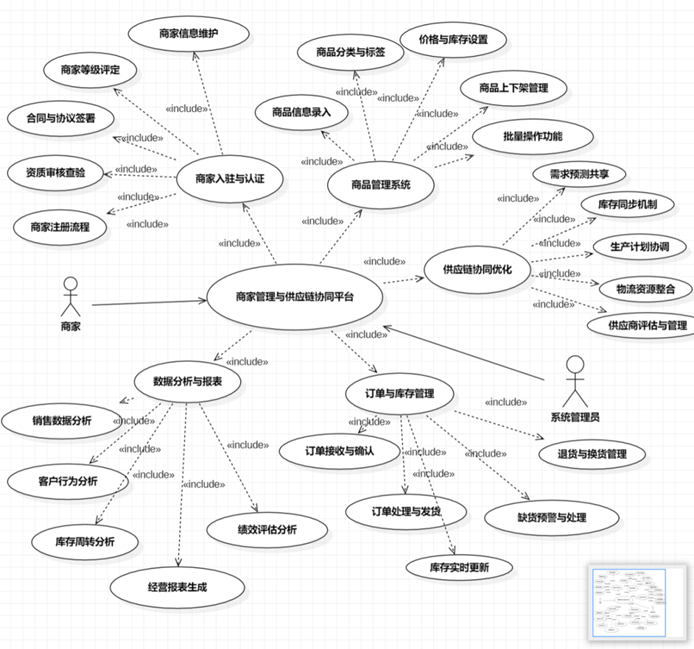 商家信息维护
价格与库存设置
商品分类与标签
商家等级评定
«include»
商品上下架管理
«include»
«include»
商品信息录入
合同与协议签署
«include»
批量操作功能
«include»
«include»
资质审核查验
«include»
商家入驻与认证
商品管理系统
需求预测共享
«include»
«include»
库存同步机制
商家注册流程
«include»
«include»
«include»
«include»
生产计划协调
«include»
供应链协同优化
«include»
物流资源整合
商家管理与供应链协同平台
«include»
商家
供应商评估与管理
«include»
«include»
数据分析与报表
订单与库存管理
«include»
系统管理员
销售数据分析
«include»
«include»
«include»
订单接收与确认
«include»
«include»
退货与换货管理
客户行为分析
«include»
«include»
订单处理与发货
缺货预警与处理
绩效评估分析
库存周转分析
库存实时更新
经营报表生成